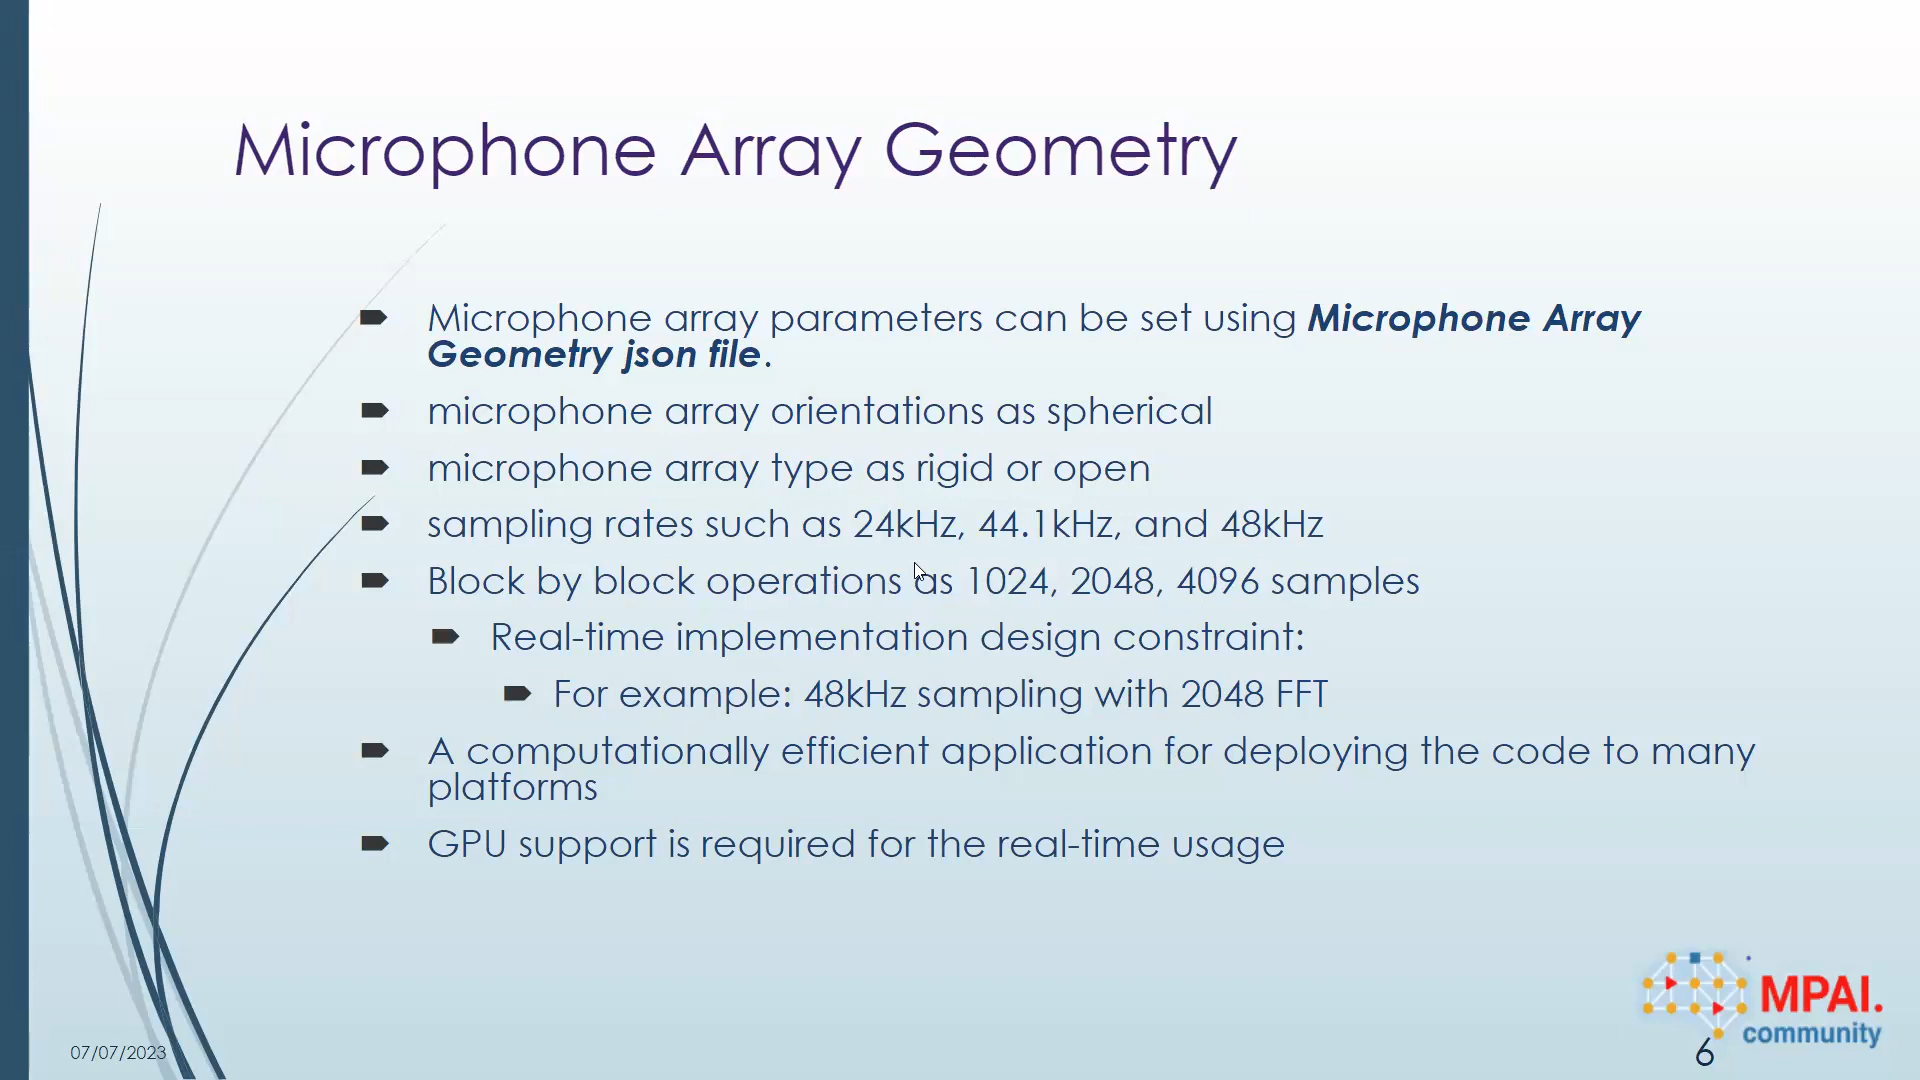 Microphone Array Geometry
Microphone array parameters can be set using Microphone Array
Geometry json file.
microphone array orientations as spherical
microphone array type as rigid or open
sampling rates such as 24kHz, 44.1kHz, and 48kHz
Block by block operations as 1024, 2048, 4096 samples
Real-time implementation design constraint:
For example: 48kHz sampling with 2048 FFT
A computationally efficient application for deploying the code to many
platforms
GPU support is required for the real-time usage
MPAI.
community
07/07/2023
6